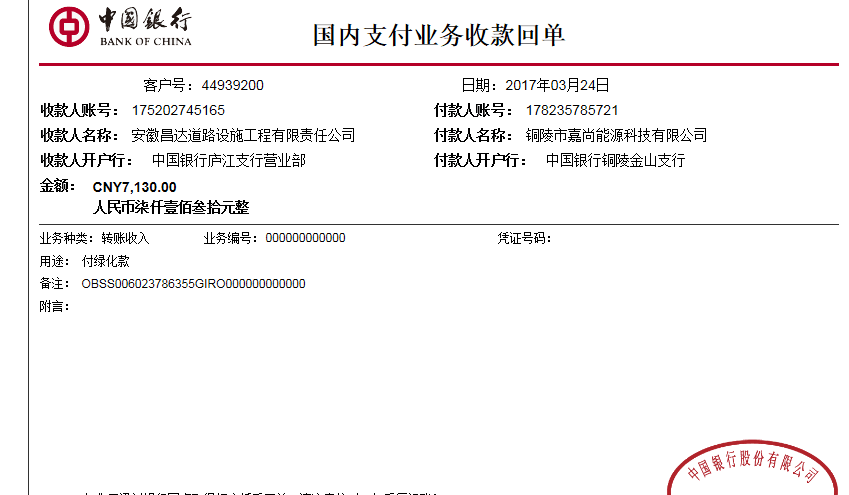 中国银行
BANK OF CHINA
国内支付业务收款回单
客户号：44939200 日期：2017年03月24日
收款人账号：175202745165 付款人账号：178235785721
收款人名称：安徽昌达道路设施工程有限责任公司 付款人名称：铜陵市嘉尚能源科技有限公司
收款人开户行：中国银行庐江支行营业部 付款人开户行：中国银行铜陵金山支行
金额：CNY7,130.00
人民币柒仟壹佰叁拾元整
业务种类：转账收入 业务编号：000000000000 凭证号码：
用途：付绿化款
备注：OBSS006023786355GIRO000000000000
附言：
中国银行股份有限公司